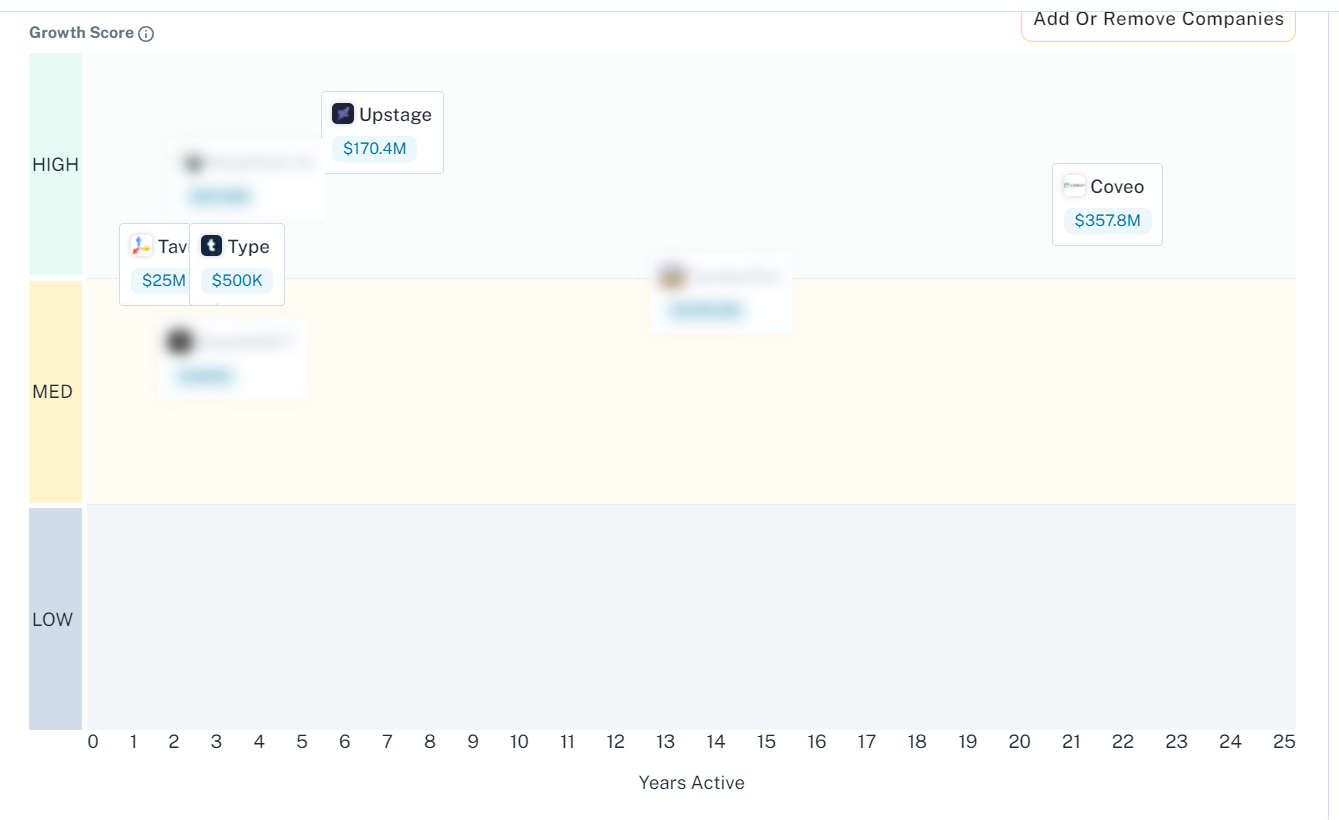 Add Or Remove Companies
Growth Score
HIGH
Upstage
$170.4M
Coveo
$357.8M
Tav
$25M
Type
$500K
MED
LOW
0 1 2 3 4 5 6 7 8 9 10 11 12 13 14 15 16 17 18 19 20 21 22 23 24 25
Years Active